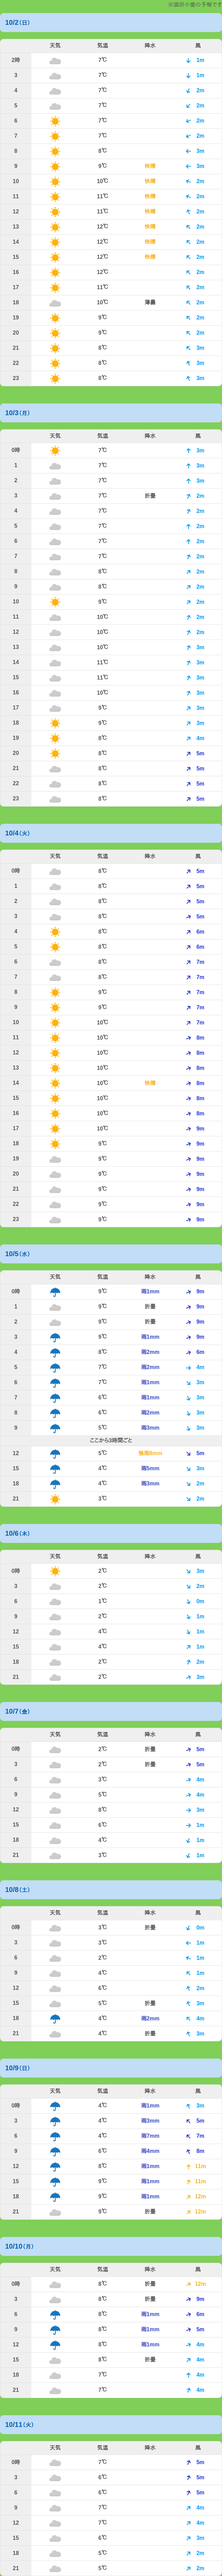 ※箇所や量の予報です
10/2（日）
天気 気温 降水 風
2時 7℃ 1m
3 7℃ 1m
4 7℃ 2m
5 7℃ 2m
6 7℃ 2m
7 7℃ 2m
8 8℃ 3m
9 9℃ 快晴 3m
10 10℃ 快晴 2m
11 11℃ 快晴 2m
12 11℃ 快晴 2m
13 12℃ 快晴 2m
14 12℃ 快晴 2m
15 12℃ 快晴 2m
16 12℃ 2m
17 11℃ 2m
18 10℃ 薄曇 2m
19 9℃ 2m
20 9℃ 2m
21 8℃ 3m
22 8℃ 3m
23 8℃ 3m
10/3（月）
天気 気温 降水 風
0時 7℃ 3m
1 7℃ 3m
2 7℃ 3m
3 7℃ 折曇 2m
4 7℃ 2m
5 7℃ 2m
6 7℃ 2m
7 7℃ 2m
8 9℃ 2m
9 8℃ 2m
10 9℃ 2m
11 10℃ 2m
12 10℃ 2m
13 10℃ 3m
14 11℃ 3m
15 11℃ 3m
16 10℃ 3m
17 9℃ 3m
18 9℃ 3m
19 8℃ 4m
20 8℃ 5m
21 8℃ 5m
22 8℃ 5m
23 8℃ 5m
10/4（火）
天気 気温 降水 風
0時 8℃ 5m
1 8℃ 5m
2 8℃ 5m
3 8℃ 5m
4 8℃ 6m
5 8℃ 6m
6 8℃ 7m
7 8℃ 7m
8 9℃ 7m
9 9℃ 7m
10 10℃ 7m
11 10℃ 8m
12 10℃ 8m
13 10℃ 8m
14 10℃ 快晴 8m
15 10℃ 8m
16 10℃ 8m
17 10℃ 9m
18 9℃ 9m
19 9℃ 9m
20 9℃ 9m
21 9℃ 9m
22 9℃ 9m
23 9℃ 9m
10/5（水）
天気 気温 降水 風
0時 9℃ 雨1mm 9m
1 9℃ 折曇 9m
2 9℃ 折曇 9m
3 9℃ 雨1mm 9m
4 8℃ 雨2mm 6m
5 7℃ 雨2mm 4m
6 7℃ 雨1mm 3m
7 6℃ 雨1mm 3m
8 6℃ 雨2mm 3m
9 5℃ 雨3mm 3m
ここから3時間ごと
12 5℃ 強雨8mm 5m
15 4℃ 雨5mm 3m
18 4℃ 雨3mm 2m
21 3℃ 2m
10/6（木）
天気 気温 降水 風
0時 2℃ 3m
3 2℃ 2m
6 1℃ 0m
9 2℃ 1m
12 4℃ 1m
15 4℃ 1m
18 2℃ 2m
21 2℃ 3m
10/7（金）
天気 気温 降水 風
0時 2℃ 折曇 5m
3 2℃ 折曇 5m
6 3℃ 4m
9 5℃ 4m
12 8℃ 3m
15 6℃ 1m
18 4℃ 1m
21 3℃ 1m
10/8（土）
天気 気温 降水 風
0時 3℃ 折曇 0m
3 3℃ 1m
6 2℃ 1m
9 4℃ 1m
12 6℃ 2m
15 5℃ 折曇 3m
18 4℃ 雨2mm 4m
21 4℃ 折曇 3m
10/9（日）
天気 気温 降水 風
0時 4℃ 雨1mm 3m
3 4℃ 雨3mm 5m
6 4℃ 雨7mm 7m
9 6℃ 雨4mm 8m
12 8℃ 雨1mm 11m
15 9℃ 雨1mm 11m
18 9℃ 雨1mm 12m
21 9℃ 折曇 12m
10/10（月）
天気 気温 降水 風
0時 8℃ 折曇 12m
3 8℃ 折曇 9m
6 8℃ 雨1mm 6m
9 8℃ 雨1mm 5m
12 8℃ 雨1mm 4m
15 8℃ 折曇 4m
18 7℃ 4m
21 7℃ 4m
10/11（火）
天気 気温 降水 風
0時 7℃ 5m
3 6℃ 5m
6 6℃ 5m
9 7℃ 4m
12 7℃ 4m
15 6℃ 3m
18 5℃ 2m
21 5℃ 2m